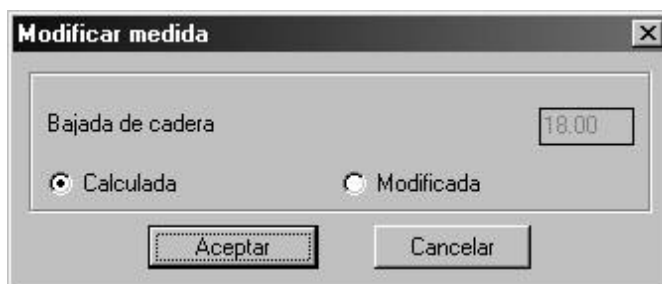 Modificar medida
Bajada de cadera 18.00
Calculada Modificada
Aceptar Cancelar